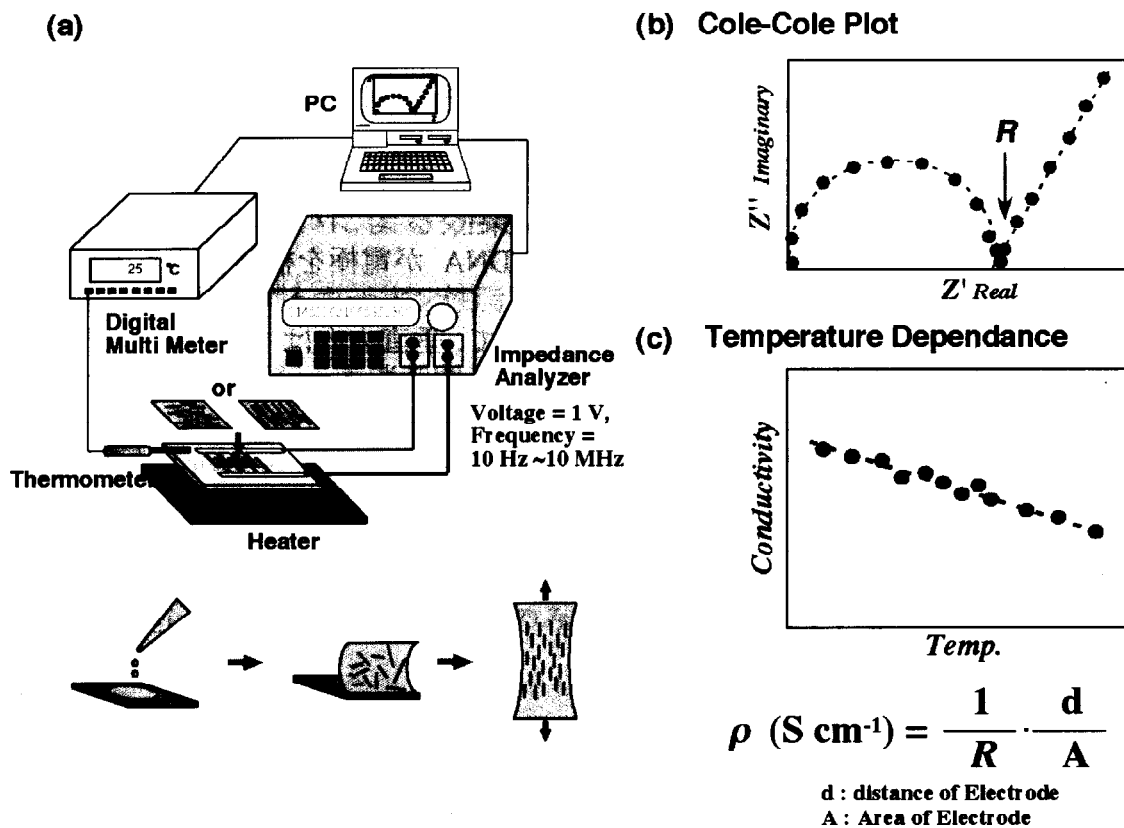 (a)
PC
25 °C
Digital
Multi Meter
Impedance
Analyzer
Voltage = 1 V,
Frequency =
10 Hz ~10 MHz
or
Thermometer
Heater
(b) Cole-Cole Plot
Z'' Imaginary
R
Z' Real
(c) Temperature Dependance
Conductivity
Temp.
ρ (S cm⁻¹) = 1/R · d/A
d : distance of Electrode
A : Area of Electrode